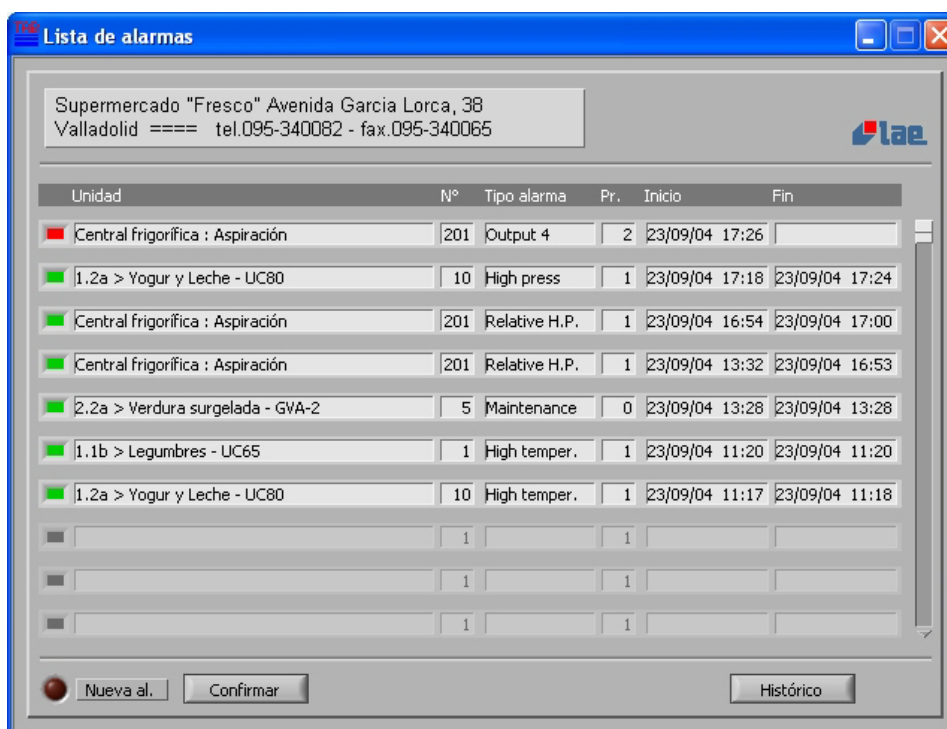 TAB
Lista de alarmas
Supermercado "Fresco" Avenida Garcia Lorca, 38
Valladolid ==== tel.095-340082 - fax.095-340065
lae
Unidad Nº Tipo alarma Pr. Inicio Fin
Central frigorífica : Aspiración 201 Output 4 2 23/09/04 17:26
1.2a > Yogur y Leche - UC80 10 High press 1 23/09/04 17:18 23/09/04 17:24
Central frigorífica : Aspiración 201 Relative H.P. 1 23/09/04 16:54 23/09/04 17:00
Central frigorífica : Aspiración 201 Relative H.P. 1 23/09/04 13:32 23/09/04 16:53
2.2a > Verdura surgelada - GVA-2 5 Maintenance 0 23/09/04 13:28 23/09/04 13:28
1.1b > Legumbres - UC65 1 High temper. 1 23/09/04 11:20 23/09/04 11:20
1.2a > Yogur y Leche - UC80 10 High temper. 1 23/09/04 11:17 23/09/04 11:18
1 1
1 1
1 1
Nueva al. Confirmar Histórico